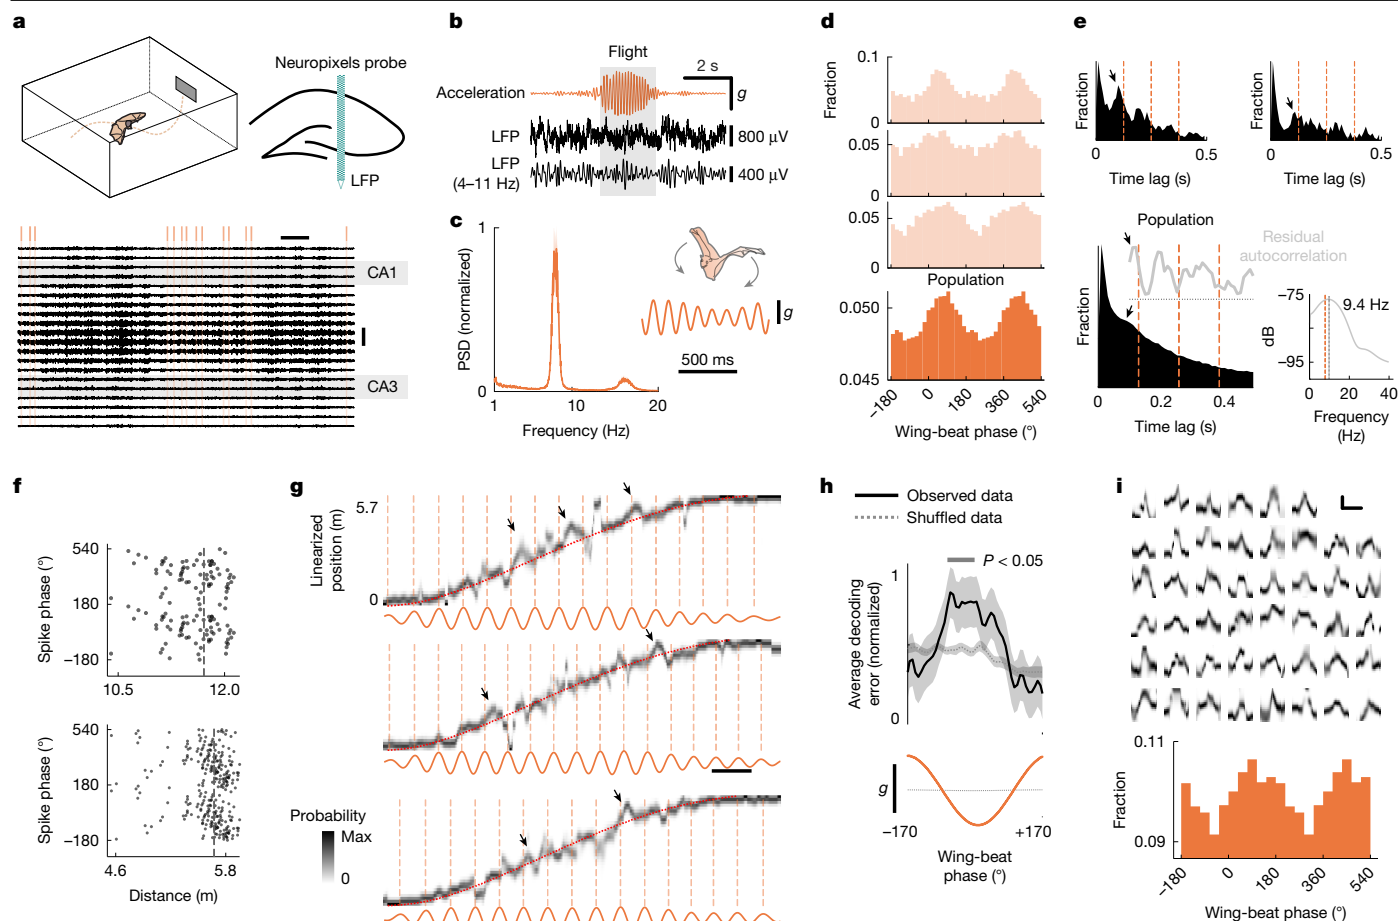 a
Neuropixels probe
LFP
CA1
CA3
b
Flight
2 s
Acceleration
g
LFP
800 µV
LFP
(4–11 Hz)
400 µV
c
PSD (normalized)
1
0
1
10
20
Frequency (Hz)
g
500 ms
d
Fraction
0.1
0
0.05
0
0.05
0
Population
0.050
0.045
−180
0
180
360
540
Wing-beat phase (°)
e
Fraction
0
0.5
Time lag (s)
Fraction
0
0.5
Time lag (s)
Population
Residual
autocorrelation
Fraction
0
0.2
0.4
Time lag (s)
−75
9.4 Hz
dB
−95
0
20
40
Frequency
(Hz)
f
Spike phase (°)
540
180
−180
10.5
12.0
Spike phase (°)
540
180
−180
4.6
5.8
Distance (m)
g
Linearized
position (m)
5.7
0
Probability
Max
0
h
Observed data
Shuffled data
P < 0.05
Average decoding
error (normalized)
1
0
g
−170
+170
Wing-beat
phase (°)
i
Fraction
0.11
0.09
−180
0
180
360
540
Wing-beat phase (°)